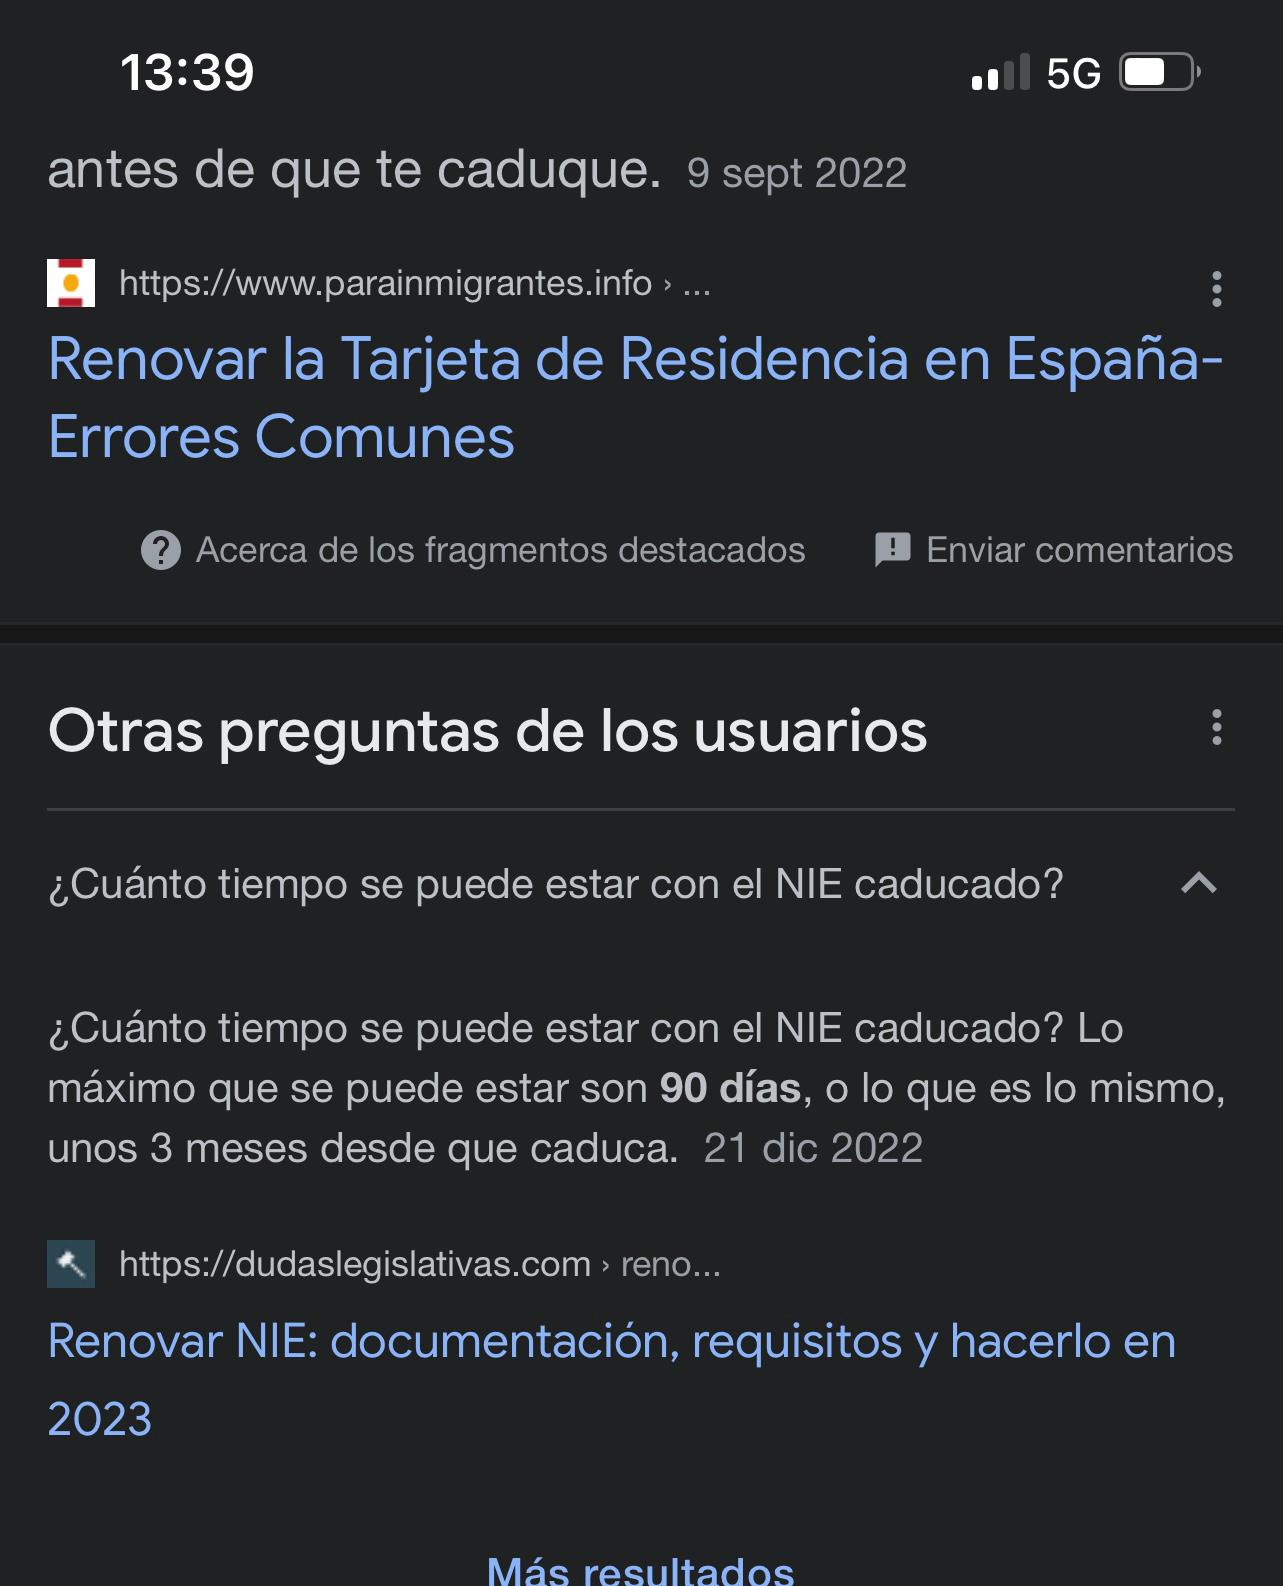 13:39 5G
antes de que te caduque. 9 sept 2022
https://www.parainmigrantes.info › ...
Renovar la Tarjeta de Residencia en España-
Errores Comunes
Acerca de los fragmentos destacados Enviar comentarios
Otras preguntas de los usuarios
¿Cuánto tiempo se puede estar con el NIE caducado?
¿Cuánto tiempo se puede estar con el NIE caducado? Lo
máximo que se puede estar son 90 días, o lo que es lo mismo,
unos 3 meses desde que caduca. 21 dic 2022
https://dudaslegislativas.com › reno...
Renovar NIE: documentación, requisitos y hacerlo en
2023
Más resultados